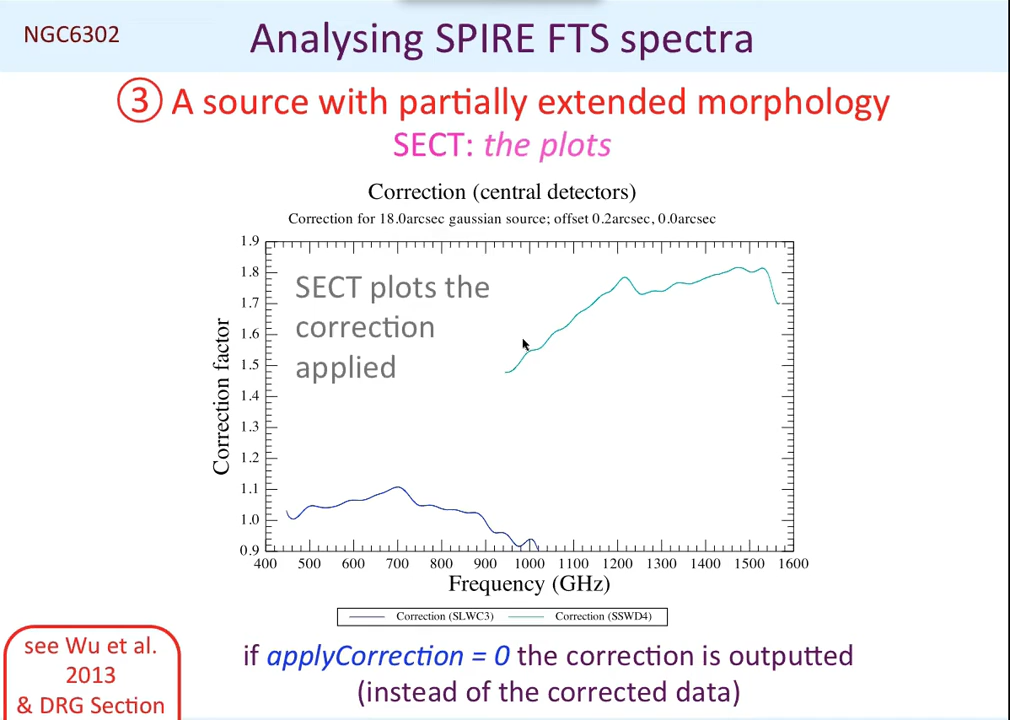 NGC6302
Analysing SPIRE FTS spectra
③ A source with partially extended morphology
SECT: the plots
Correction (central detectors)
Correction for 18.0arcsec gaussian source; offset 0.2arcsec, 0.0arcsec
SECT plots the
correction
applied
Correction factor
1.9
1.8
1.7
1.6
1.5
1.4
1.3
1.2
1.1
1.0
0.9
400 500 600 700 800 900 1000 1100 1200 1300 1400 1500 1600
Frequency (GHz)
Correction (SLWC3) Correction (SSWD4)
see Wu et al.
2013
& DRG Section
if applyCorrection = 0 the correction is outputted
(instead of the corrected data)